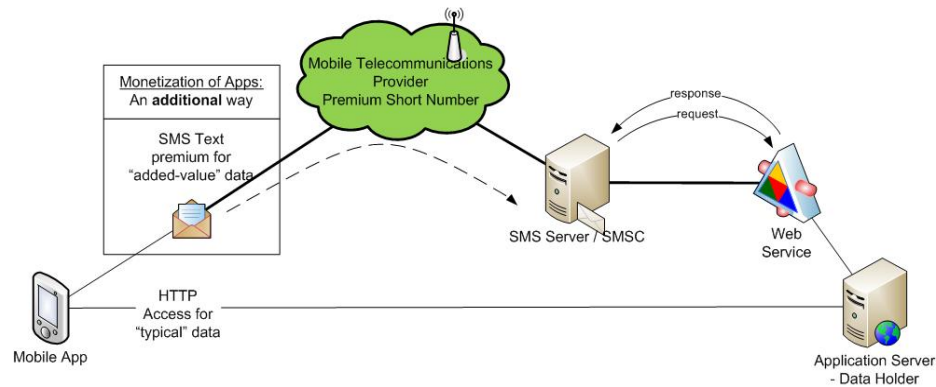 Mobile Telecommunications
Provider
Premium Short Number
Monetization of Apps:
An additional way
SMS Text
premium for
“added-value” data
response
request
SMS Server / SMSC
Web
Service
HTTP
Access for
“typical” data
Mobile App
Application Server
- Data Holder